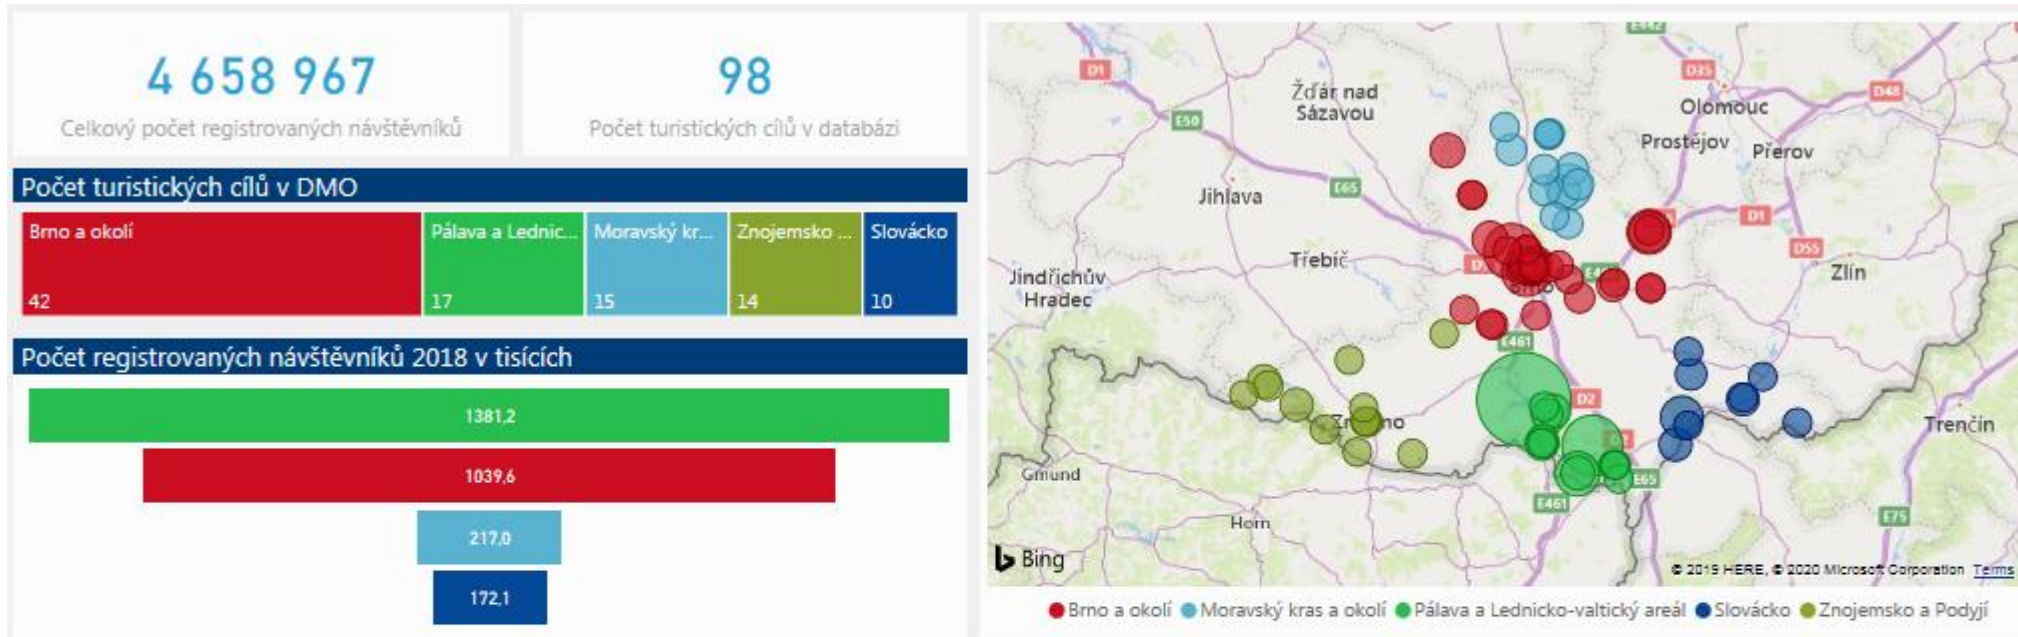 4 658 967
Celkový počet registrovaných návštěvníků
98
Počet turistických cílů v databázi
Počet turistických cílů v DMO
Brno a okolí
42
Pálava a Lednic...
17
Moravský kr...
15
Znojemsko ...
14
Slovácko
10
Počet registrovaných návštěvníků 2018 v tisících
1381,2
1039,6
217,0
172,1
D1
E50
Žďár nad
Sázavou
D35
Olomouc
D48
Prostějov
Přerov
Jihlava
E65
D1
D55
Třebíč
Zlín
Jindřichův
Hradec
E461
D2
Trenčín
Gmund
E65
E461
Horn
E75
Bing
© 2019 HERE, © 2020 Microsoft Corporation Terms
Brno a okolí Moravský kras a okolí Pálava a Lednicko-valtický areál Slovácko Znojemsko a Podyjí